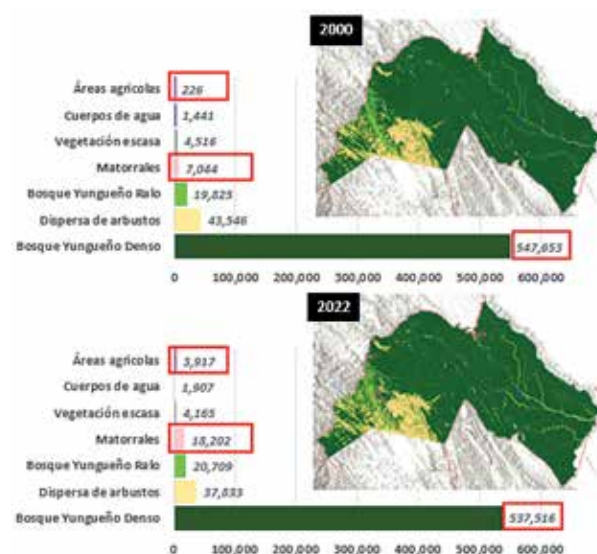 2000
Áreas agrícolas 226
Cuerpos de agua 1,441
Vegetación escasa 4,516
Matorrales 7,044
Bosque Yungueño Ralo 19,825
Dispersa de arbustos 43,546
Bosque Yungueño Denso 547,653
0 100,000 200,000 300,000 400,000 500,000 600,000
2022
Áreas agrícolas 3,917
Cuerpos de agua 1,907
Vegetación escasa 4,165
Matorrales 18,202
Bosque Yungueño Ralo 20,709
Dispersa de arbustos 37,833
Bosque Yungueño Denso 537,516
0 100,000 200,000 300,000 400,000 500,000 600,000